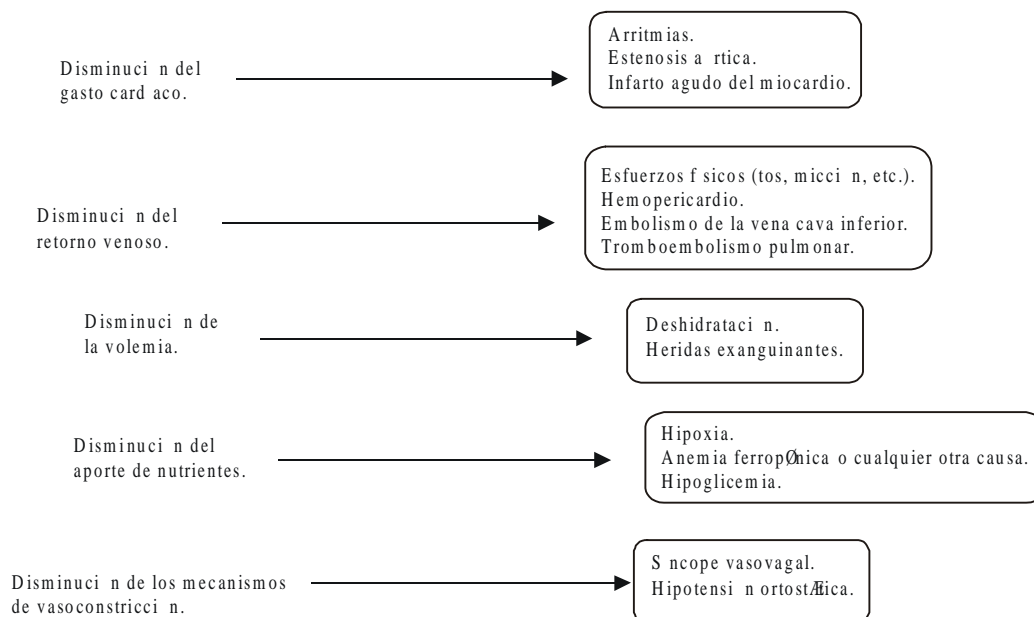 Disminuci n del
gasto card aco.
Arritmias.
Estenosis a rtica.
Infarto agudo del miocardio.
Disminuci n del
retorno venoso.
Esfuerzos f sicos (tos, micci n, etc.).
Hemopericardio.
Embolismo de la vena cava inferior.
Tromboembolismo pulmonar.
Disminuci n de
la volemia.
Deshidrataci n.
Heridas exanguinantes.
Disminuci n del
aporte de nutrientes.
Hipoxia.
Anemia ferropØnica o cualquier otra causa.
Hipoglicemia.
Disminuci n de los mecanismos
de vasoconstricci n.
S ncope vasovagal.
Hipotensi n ortostÆtica.